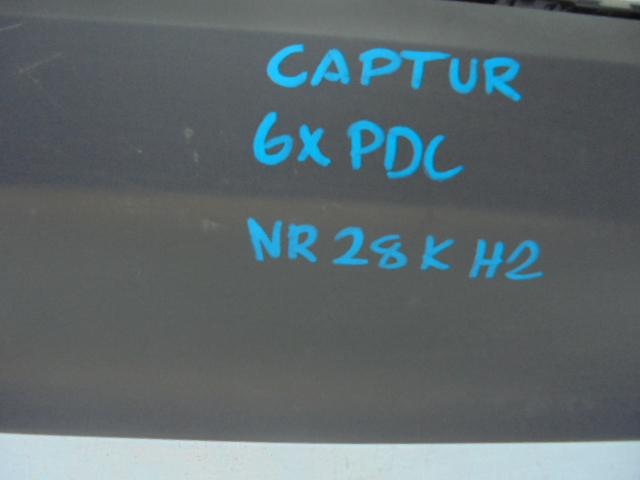 CAPTUR
6X PDC
NR 28 K H2